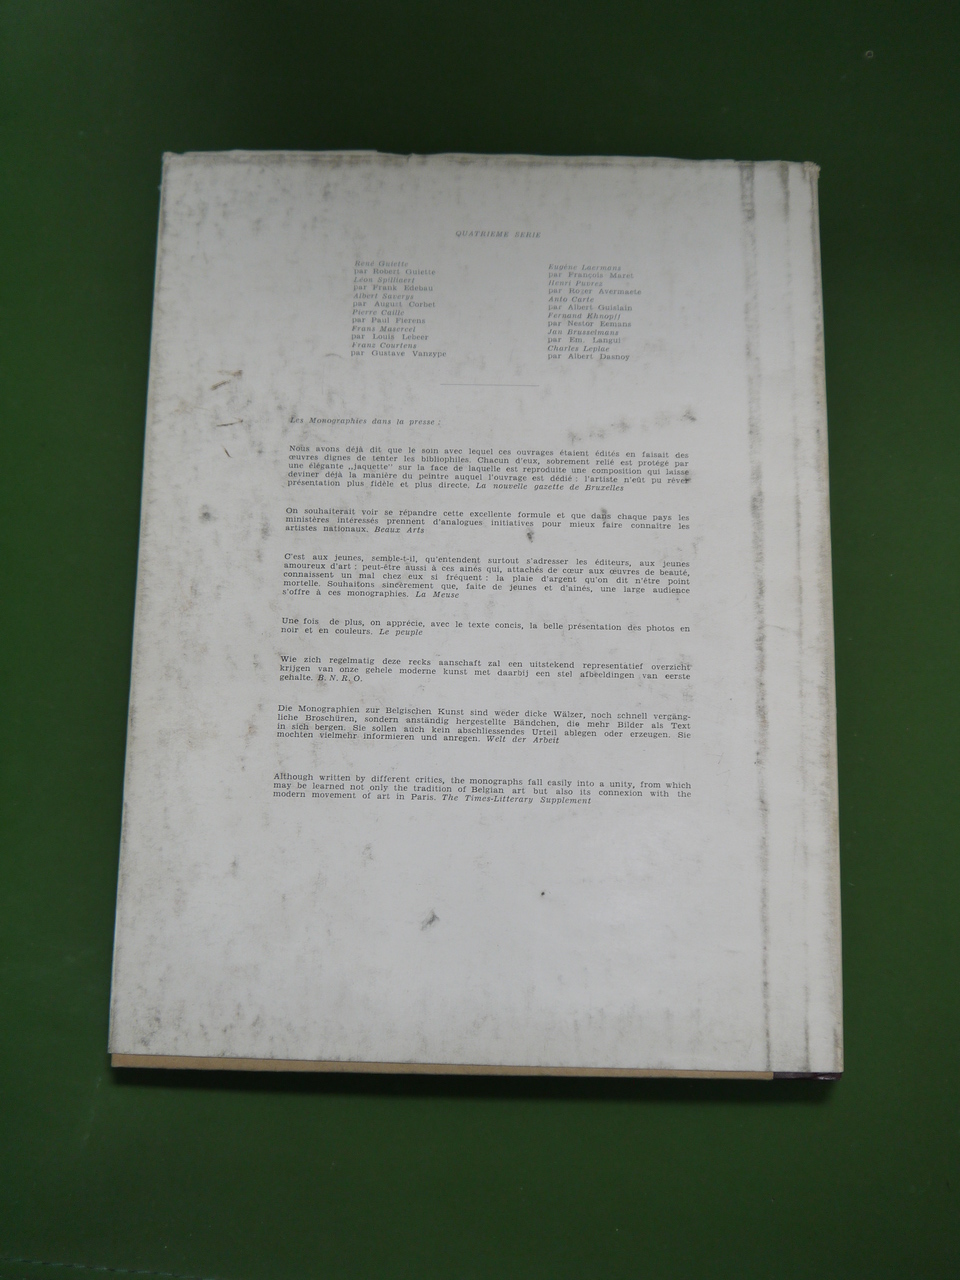 QUATRIEME SERIE
René Guiette
par Robert Guiette
Léon Spilliaert
par Frank Edebau
Albert Saverys
par August Corbet
Pierre Caille
par Paul Fierens
Frans Masereel
par Louis Lebeer
Franz Courtens
par Gustave Vanzype
Eugène Laermans
par François Maret
Henri Puvrez
par Roger Avermaete
Anto Carte
par Albert Guislain
Fernand Khnopff
par Nestor Eemans
Jan Brusselmans
par Em. Langui
Charles Leplae
par Albert Dasnoy
Les Monographies dans la presse :
Nous avons déjà dit que le soin avec lequel ces ouvrages étaient édités en faisait des
œuvres dignes de tenter les bibliophiles. Chacun d'eux, sobrement relié est protégé par
une élégante „jaquette" sur la face de laquelle est reproduite une composition qui laisse
deviner déjà la manière du peintre auquel l'ouvrage est dédié : l'artiste n'eût pu rêver
présentation plus fidèle et plus directe. La nouvelle gazette de Bruxelles
On souhaiterait voir se répandre cette excellente formule et que dans chaque pays les
ministères intéressés prennent d'analogues initiatives pour mieux faire connaître les
artistes nationaux. Beaux Arts
C'est aux jeunes, semble-t-il, qu'entendent surtout s'adresser les éditeurs, aux jeunes
amoureux d'art : peut-être aussi à ces ainés qui, attachés de cœur aux œuvres de beauté,
connaissent un mal chez eux si fréquent : la plaie d'argent qu'on dit n'être point
mortelle. Souhaitons sincèrement que, faite de jeunes et d'ainés, une large audience
s'offre à ces monographies. La Meuse
Une fois de plus, on apprécie, avec le texte concis, la belle présentation des photos en
noir et en couleurs. Le peuple
Wie zich regelmatig deze reeks aanschaft zal een uitstekend representatief overzicht
krijgen van onze gehele moderne kunst met daarbij een stel afbeeldingen van eerste
gehalte. B. N. R. O.
Die Monographien zur Belgischen Kunst sind weder dicke Wälzer, noch schnell vergäng-
liche Broschüren, sondern anständig hergestellte Bändchen, die mehr Bilder als Text
in sich bergen. Sie sollen auch kein abschliessendes Urteil ablegen oder erzeugen. Sie
mochten vielmehr informieren und anregen. Welt der Arbeit
Although written by different critics, the monographs fall easily into a unity, from which
may be learned not only the tradition of Belgian art but also its connexion with the
modern movement of art in Paris. The Times-Litterary Supplement